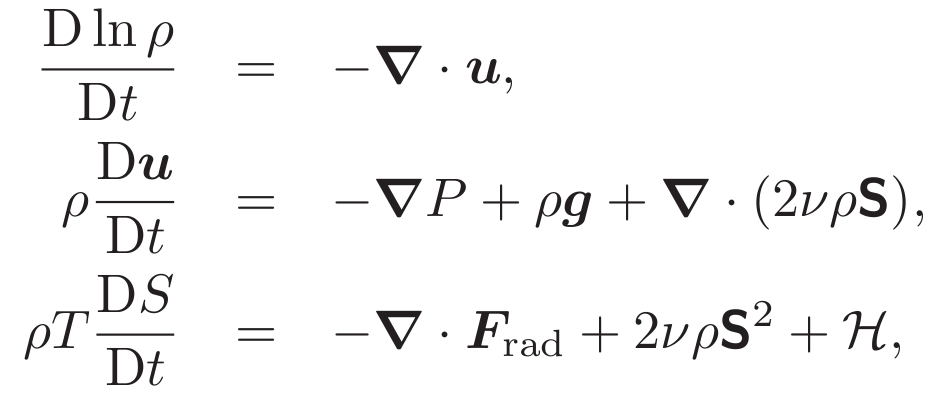 D ln ρ / Dt = −∇ · u,
ρ Du / Dt = −∇P + ρg + ∇ · (2νρS),
ρT DS / Dt = −∇ · F_rad + 2νρS² + ℋ,